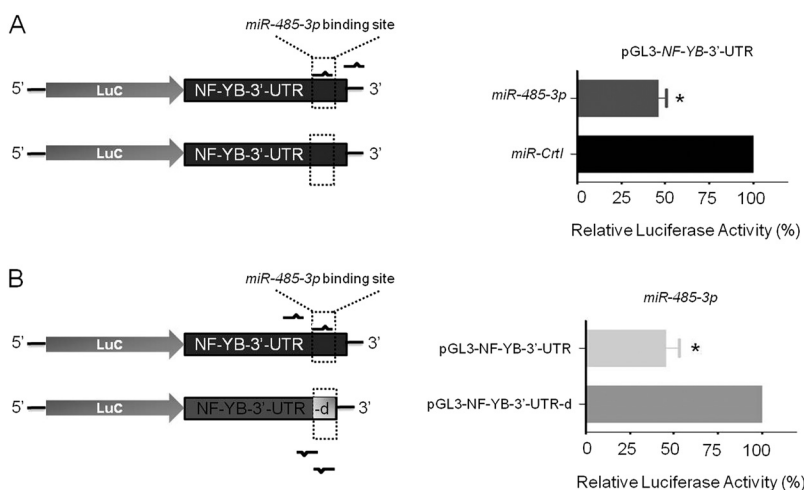 A
miR-485-3p binding site
5' LuC NF-YB-3'-UTR 3'
5' LuC NF-YB-3'-UTR 3'
pGL3-NF-YB-3'-UTR
miR-485-3p *
miR-Crtl
0 25 50 75 100
Relative Luciferase Activity (%)
B
miR-485-3p binding site
5' LuC NF-YB-3'-UTR 3'
5' LuC NF-YB-3'-UTR -d 3'
miR-485-3p
pGL3-NF-YB-3'-UTR *
pGL3-NF-YB-3'-UTR-d
0 25 50 75 100
Relative Luciferase Activity (%)